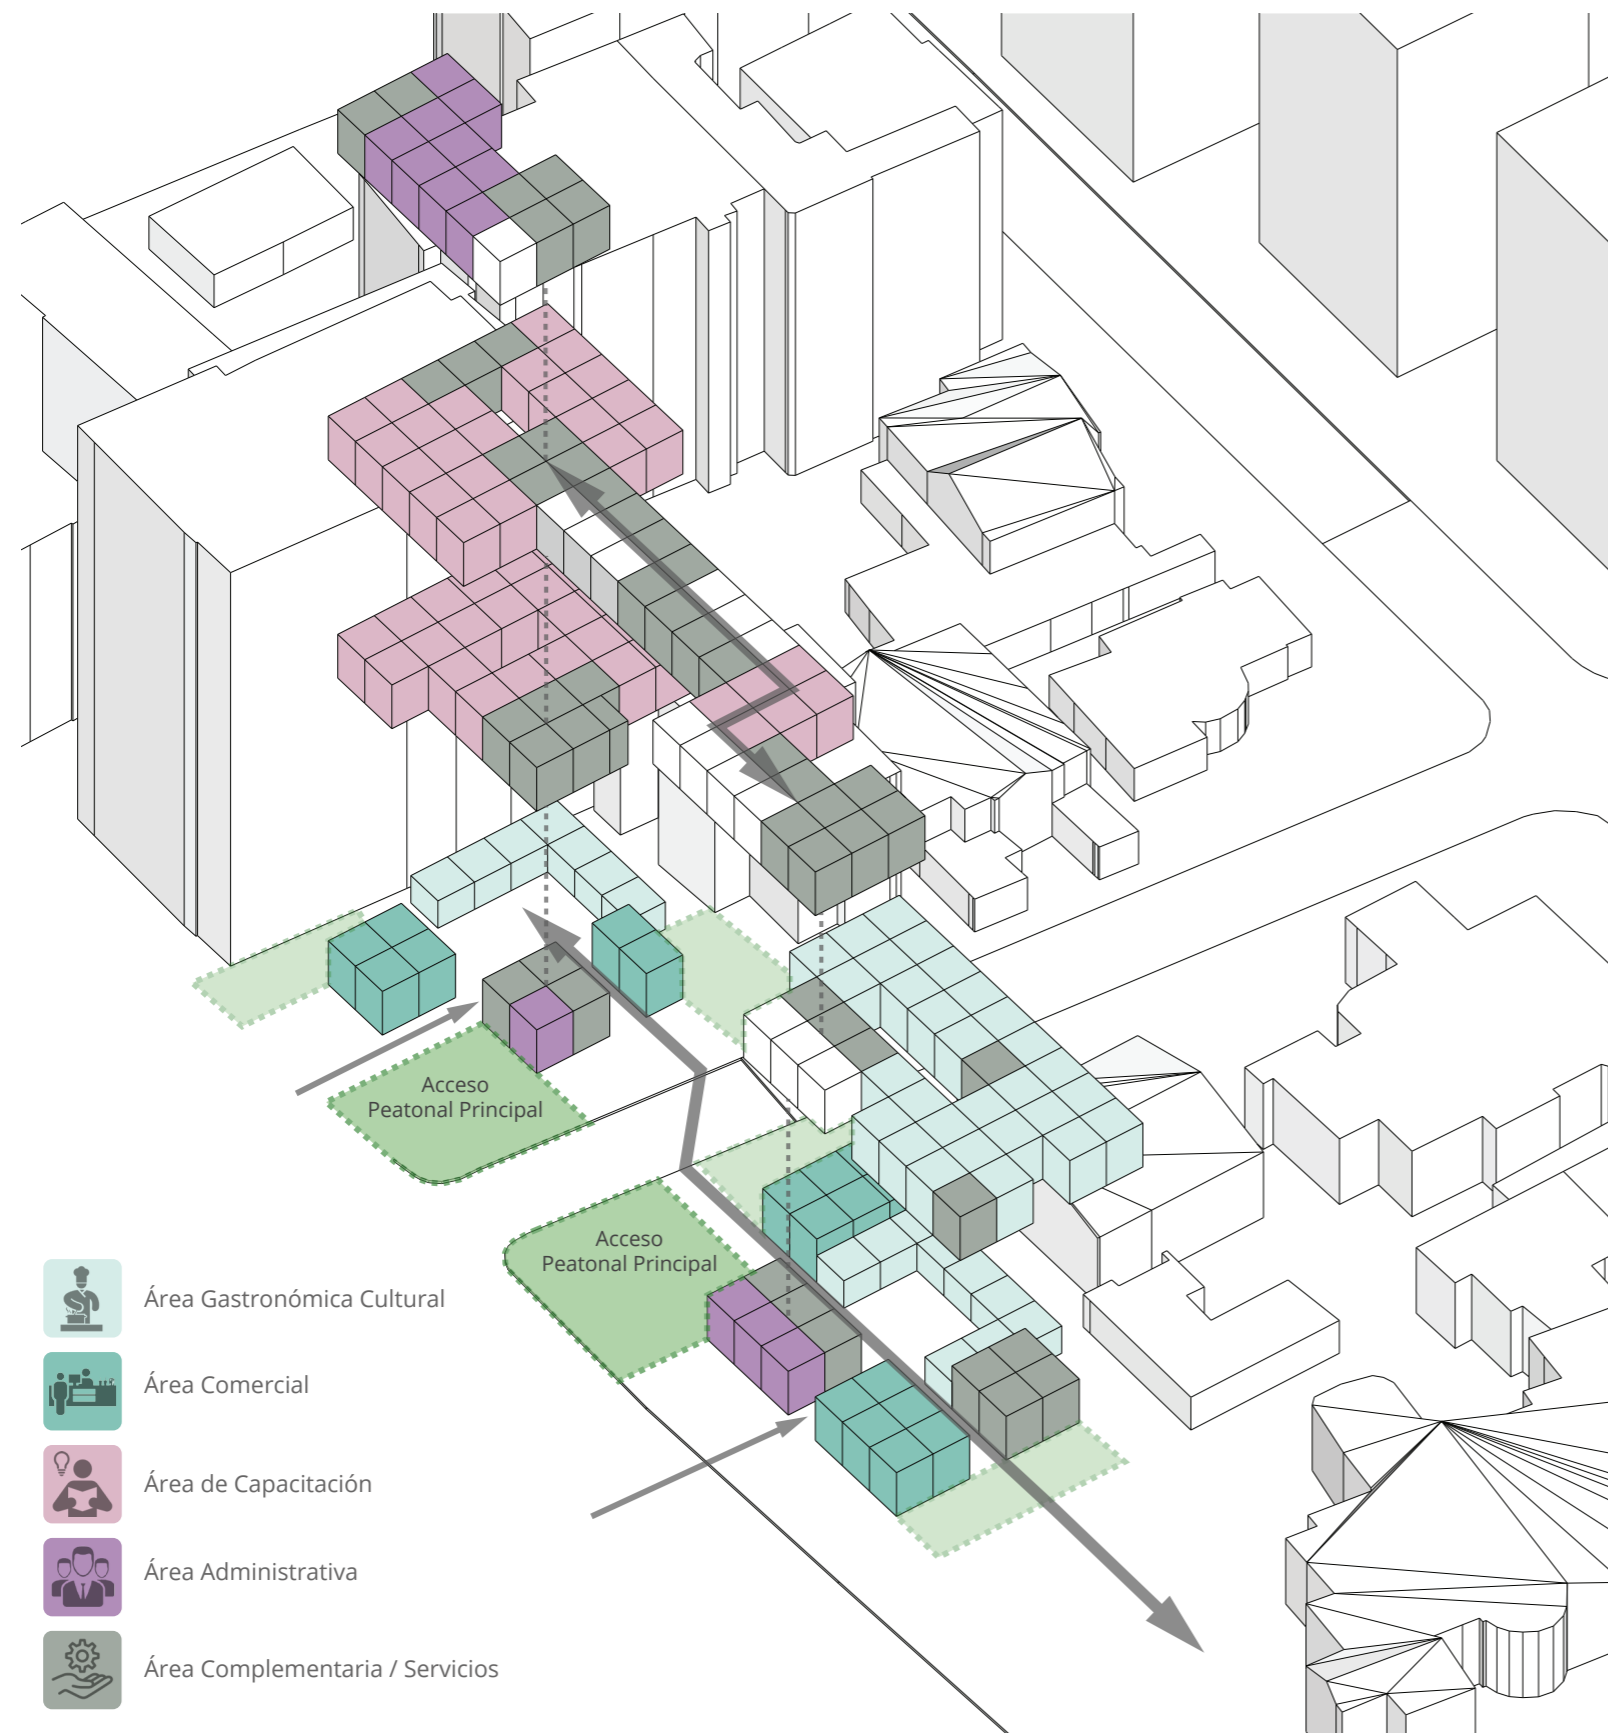 Acceso
Peatonal Principal
Acceso
Peatonal Principal
Área Gastronómica Cultural
Área Comercial
Área de Capacitación
Área Administrativa
Área Complementaria / Servicios